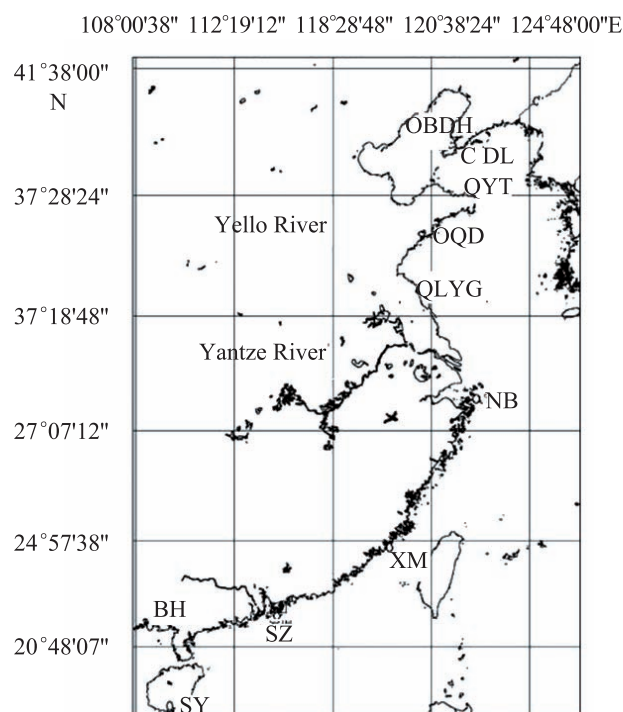 108°00'38" 112°19'12" 118°28'48" 120°38'24" 124°48'00"E
41°38'00"
N
OBDH
C DL
37°28'24"
QYT
Yello River
OQD
QLYG
37°18'48"
Yantze River
NB
27°07'12"
24°57'38"
XM
BH
SZ
20°48'07"
SY